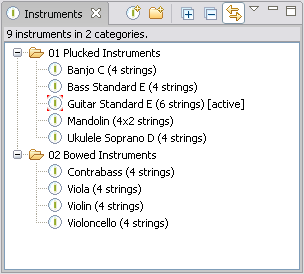 Instruments
9 instruments in 2 categories.
01 Plucked Instruments
Banjo C (4 strings)
Bass Standard E (4 strings)
Guitar Standard E (6 strings) [active]
Mandolin (4x2 strings)
Ukulele Soprano D (4 strings)
02 Bowed Instruments
Contrabass (4 strings)
Viola (4 strings)
Violin (4 strings)
Violoncello (4 strings)